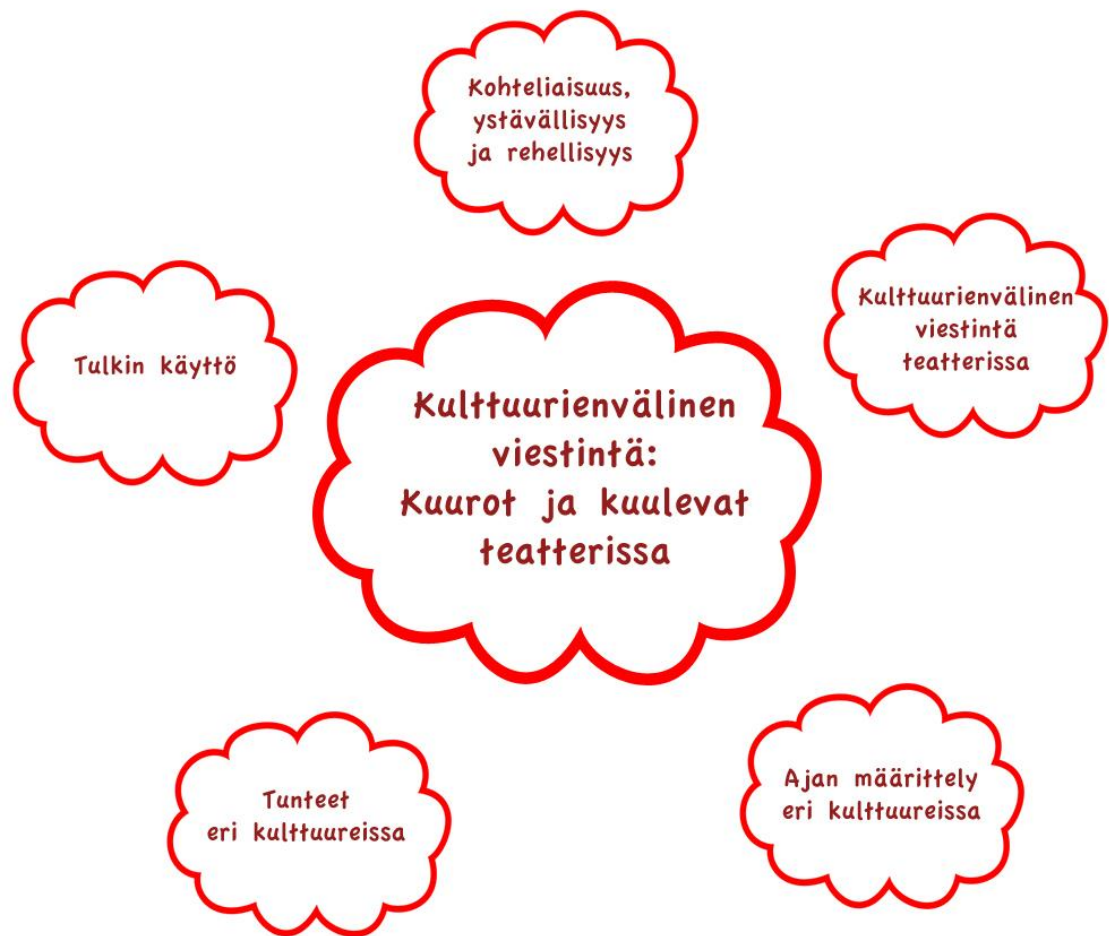 Kohteliaisuus,
ystävällisyys
ja rehellisyys
Kulttuurienvälinen
viestintä
teatterissa
Tulkin käyttö
Kulttuurienvälinen
viestintä:
Kuurot ja kuulevat
teatterissa
Tunteet
eri kulttuureissa
Ajan määrittely
eri kulttuureissa